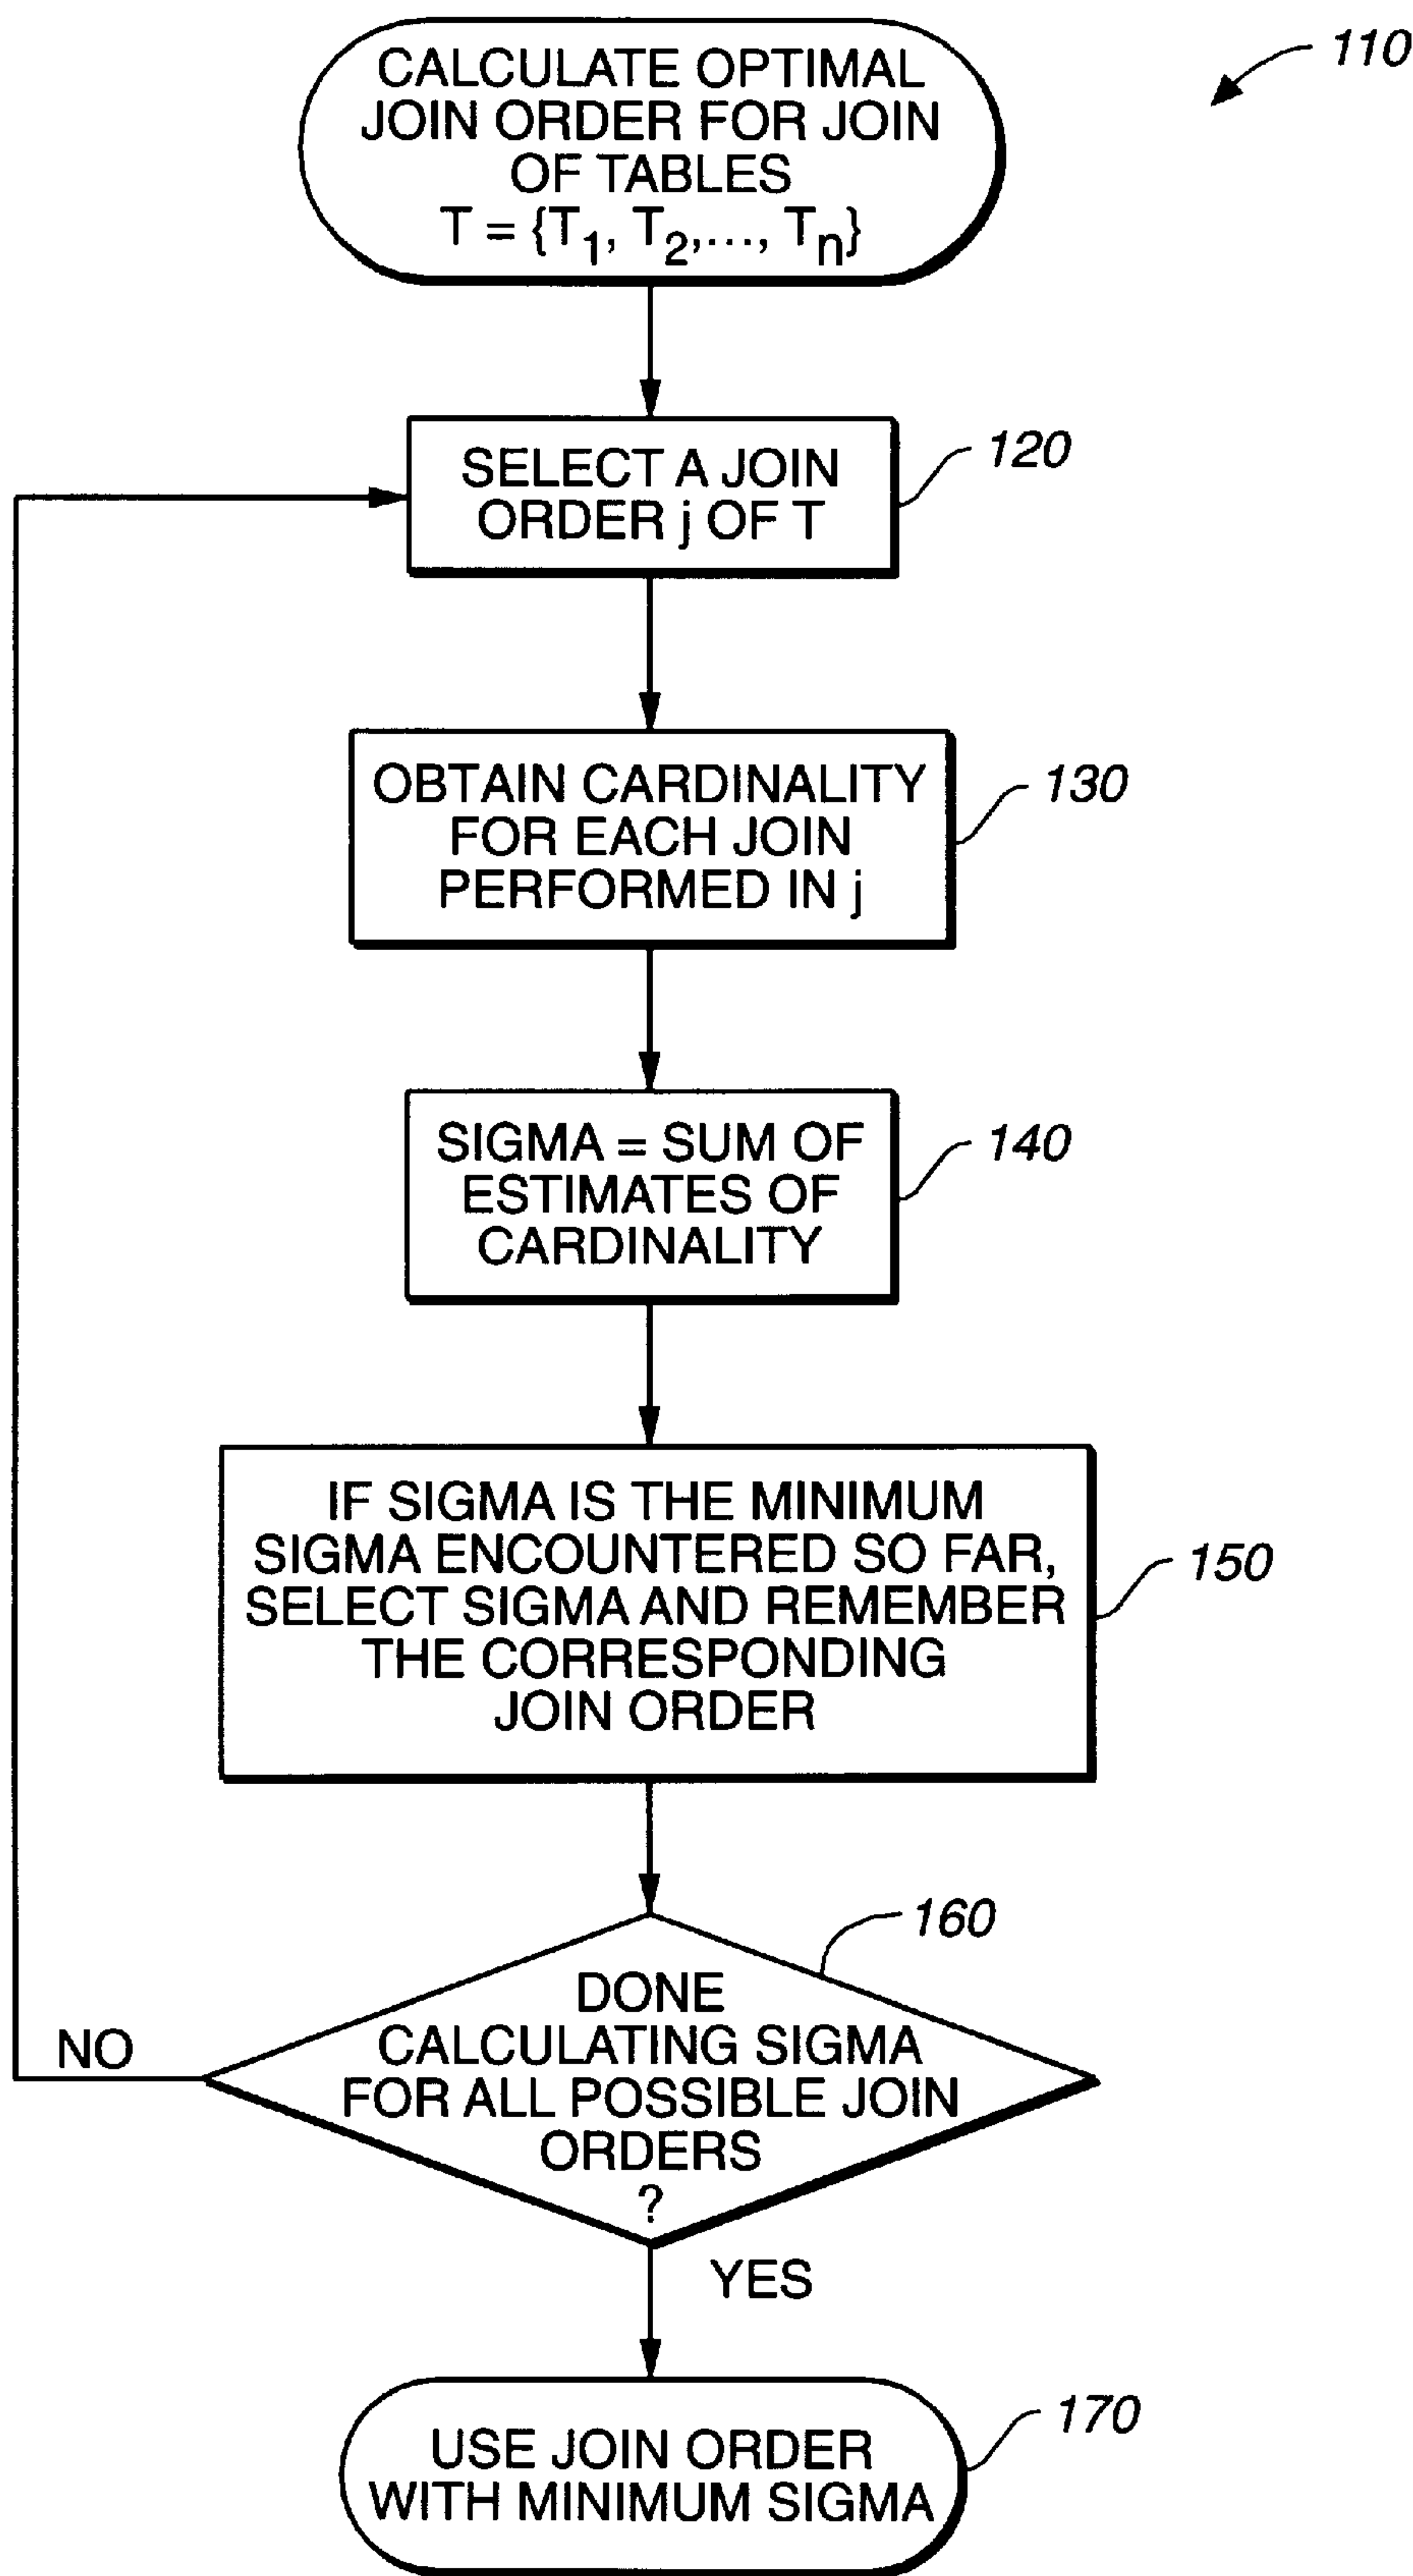 110
CALCULATE OPTIMAL
JOIN ORDER FOR JOIN
OF TABLES
T = {T1, T2,..., Tn}
120
SELECT A JOIN
ORDER j OF T
130
OBTAIN CARDINALITY
FOR EACH JOIN
PERFORMED IN j
140
SIGMA = SUM OF
ESTIMATES OF
CARDINALITY
IF SIGMA IS THE MINIMUM
SIGMA ENCOUNTERED SO FAR,
150
SELECT SIGMA AND REMEMBER
THE CORRESPONDING
JOIN ORDER
160
DONE
CALCULATING SIGMA
NO
FOR ALL POSSIBLE JOIN
ORDERS
?
YES
170
USE JOIN ORDER
WITH MINIMUM SIGMA